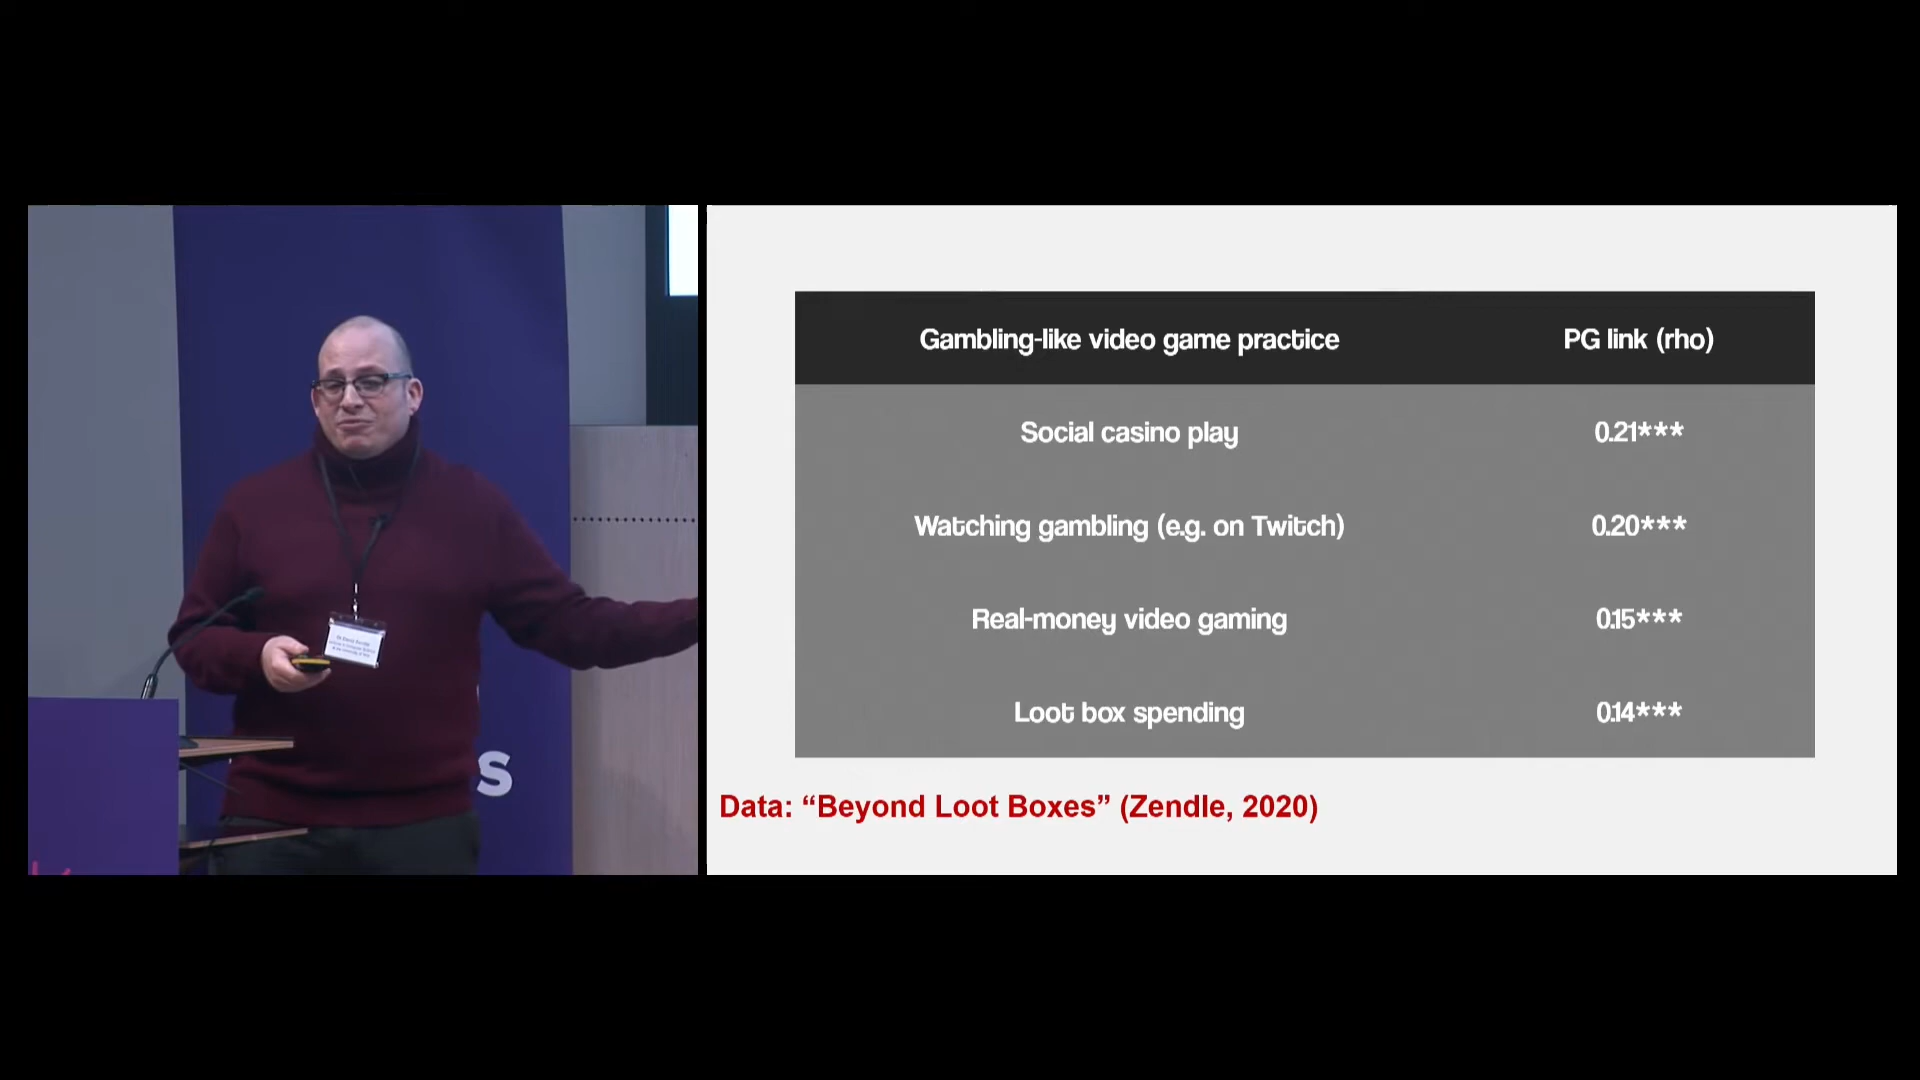 Gambling-like video game practice PG link (rho)
Social casino play 0.21***
Watching gambling (e.g. on Twitch) 0.20***
Real-money video gaming 0.15***
Loot box spending 0.14***
Data: “Beyond Loot Boxes” (Zendle, 2020)
s